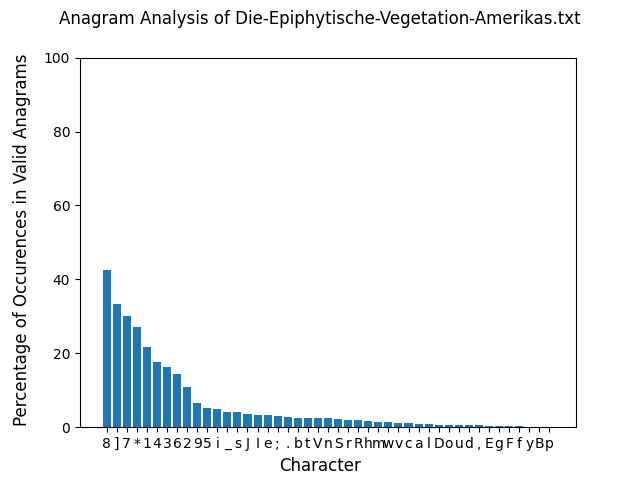 Anagram Analysis of Die-Epiphytische-Vegetation-Amerikas.txt
Percentage of Occurences in Valid Anagrams
100
80
60
40
20
0
8 ] 7 * 1 4 3 6 2 9 5 i _ s J I e ; . b t V n S r R h m w v c a l D o u d , E g F f y B p
Character